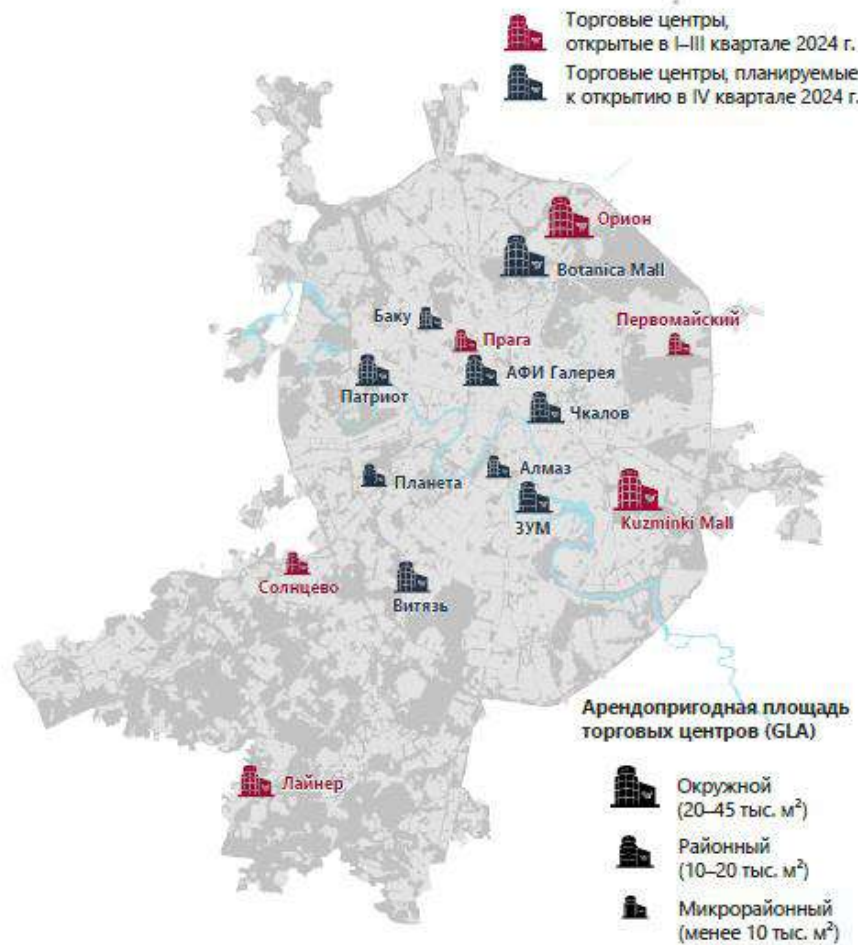 Торговые центры,
открытые в I–III квартале 2024 г.
Торговые центры, планируемые
к открытию в IV квартале 2024 г.
Орион
Botanica Mall
Баку
Прага
Первомайский
АФИ Галерея
Патриот
Чкалов
Алмаз
Планета
ЗУМ
Kuzminki Mall
Солнцево
Витязь
Арендопригодная площадь
торговых центров (GLA)
Лайнер
Окружной
(20–45 тыс. м²)
Районный
(10–20 тыс. м²)
Микрорайонный
(менее 10 тыс. м²)